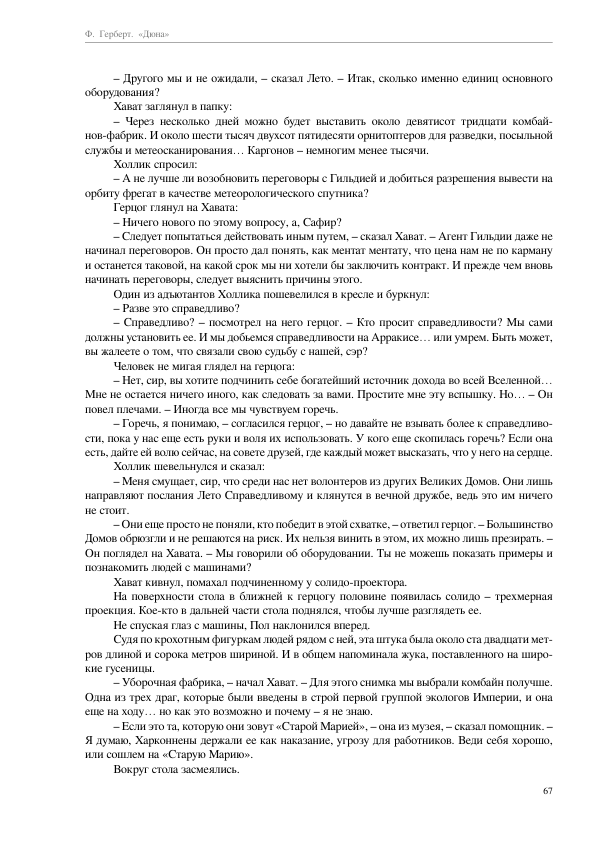 Ф. Герберт. «Дюна»
– Другого мы и не ожидали, – сказал Лето. – Итак, сколько именно единиц основного
оборудования?
Хават заглянул в папку:
– Через несколько дней можно будет выставить около девятисот тридцати комбай-
нов-фабрик. И около шести тысяч двухсот пятидесяти орнитоптеров для разведки, посыльной
службы и метеосканирования… Каргонов – немногим менее тысячи.
Холлик спросил:
– А не лучше ли возобновить переговоры с Гильдией и добиться разрешения вывести на
орбиту фрегат в качестве метеорологического спутника?
Герцог глянул на Хавата:
– Ничего нового по этому вопросу, а, Сафир?
– Следует попытаться действовать иным путем, – сказал Хават. – Агент Гильдии даже не
начинал переговоров. Он просто дал понять, как ментат ментату, что цена нам не по карману
и останется таковой, на какой срок мы ни хотели бы заключить контракт. И прежде чем вновь
начинать переговоры, следует выяснить причины этого.
Один из адъютантов Холлика пошевелился в кресле и буркнул:
– Разве это справедливо?
– Справедливо? – посмотрел на него герцог. – Кто просит справедливости? Мы сами
должны установить ее. И мы добьемся справедливости на Арракисе… или умрем. Быть может,
вы жалеете о том, что связали свою судьбу с нашей, сэр?
Человек не мигая глядел на герцога:
– Нет, сир, вы хотите подчинить себе богатейший источник дохода во всей Вселенной…
Мне не остается ничего иного, как следовать за вами. Простите мне эту вспышку. Но… – Он
повел плечами. – Иногда все мы чувствуем горечь.
– Горечь, я понимаю, – согласился герцог, – но давайте не взывать более к справедливо-
сти, пока у нас еще есть руки и воля их использовать. У кого еще скопилась горечь? Если она
есть, дайте ей волю сейчас, на совете друзей, где каждый может высказать, что у него на сердце.
Холлик шевельнулся и сказал:
– Меня смущает, сир, что среди нас нет волонтеров из других Великих Домов. Они лишь
направляют послания Лето Справедливому и клянутся в вечной дружбе, ведь это им ничего
не стоит.
– Они еще просто не поняли, кто победит в этой схватке, – ответил герцог. – Большинство
Домов обрюзгли и не решаются на риск. Их нельзя винить в этом, их можно лишь презирать. –
Он поглядел на Хавата. – Мы говорили об оборудовании. Ты не можешь показать примеры и
познакомить людей с машинами?
Хават кивнул, помахал подчиненному у солидо-проектора.
На поверхности стола в ближней к герцогу половине появилась солидо – трехмерная
проекция. Кое-кто в дальней части стола поднялся, чтобы лучше разглядеть ее.
Не спуская глаз с машины, Пол наклонился вперед.
Судя по крохотным фигуркам людей рядом с ней, эта штука была около ста двадцати мет-
ров длиной и сорока метров шириной. И в общем напоминала жука, поставленного на широ-
кие гусеницы.
– Уборочная фабрика, – начал Хават. – Для этого снимка мы выбрали комбайн получше.
Одна из трех драг, которые были введены в строй первой группой экологов Империи, и она
еще на ходу… но как это возможно и почему – я не знаю.
– Если это та, которую они зовут «Старой Марией», – она из музея, – сказал помощник. –
Я думаю, Харконнены держали ее как наказание, угрозу для работников. Веди себя хорошо,
или сошлем на «Старую Марию».
Вокруг стола засмеялись.
67